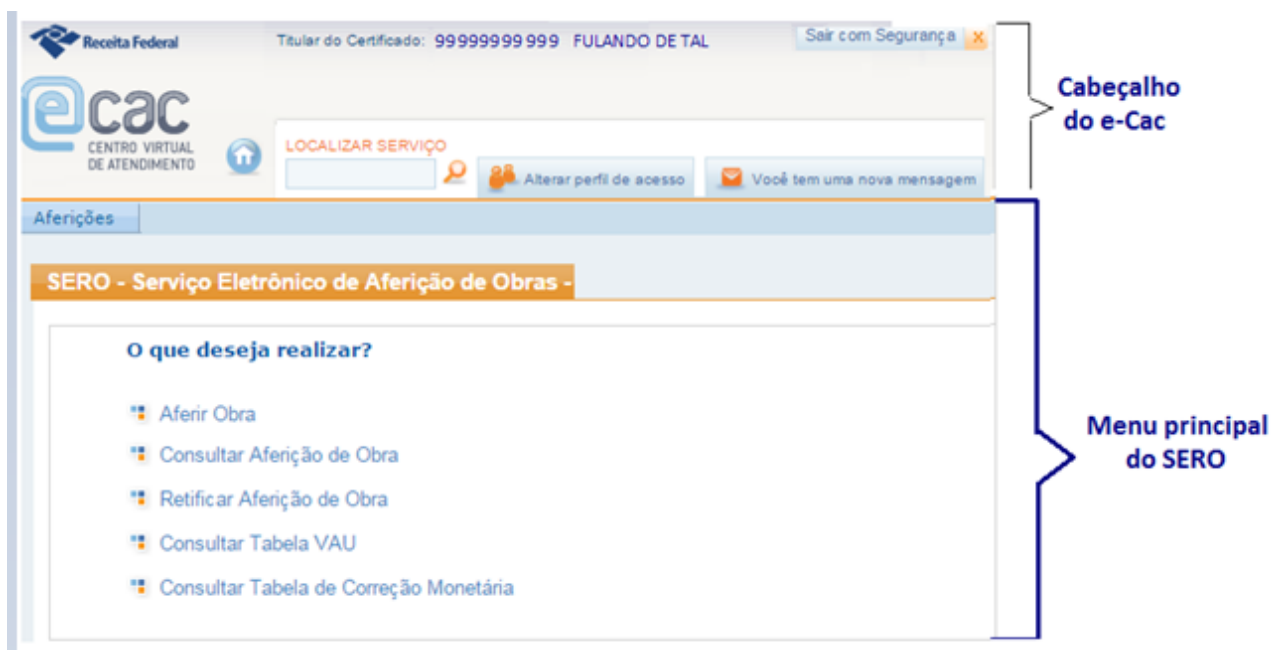 Receita Federal
Titular do Certificado: 99999999999 FULANDO DE TAL
Sair com Segurança x
ecac
CENTRO VIRTUAL
DE ATENDIMENTO
LOCALIZAR SERVIÇO
Alterar perfil de acesso
Você tem uma nova mensagem
Cabeçalho
do e-Cac
Aferições
SERO - Serviço Eletrônico de Aferição de Obras -
O que deseja realizar?
Aferir Obra
Consultar Aferição de Obra
Retificar Aferição de Obra
Consultar Tabela VAU
Consultar Tabela de Correção Monetária
Menu principal
do SERO